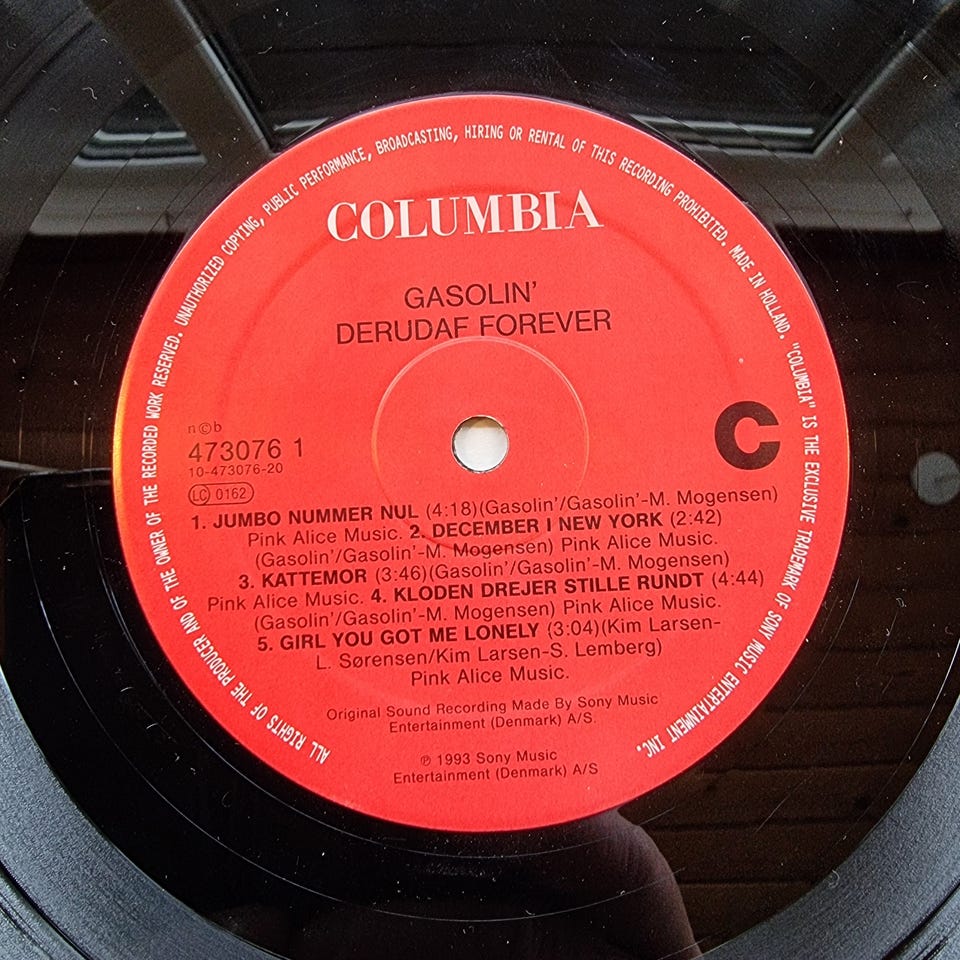 ALL RIGHTS OF THE PRODUCER AND OF THE OWNER OF THE RECORDED WORK RESERVED. UNAUTHORIZED COPYING, PUBLIC PERFORMANCE, BROADCASTING, HIRING OR RENTAL OF THIS RECORDING PROHIBITED. MADE IN HOLLAND. "COLUMBIA" IS THE EXCLUSIVE TRADEMARK OF SONY MUSIC ENTERTAINMENT INC.
COLUMBIA
GASOLIN'
DERUDAF FOREVER
n©b
473076 1
10-473076-20
LC 0162
C
1. JUMBO NUMMER NUL (4:18)(Gasolin'/Gasolin'-M. Mogensen)
Pink Alice Music. 2. DECEMBER I NEW YORK (2:42)
(Gasolin'/Gasolin'-M. Mogensen) Pink Alice Music.
3. KATTEMOR (3:46)(Gasolin'/Gasolin'-M. Mogensen)
Pink Alice Music. 4. KLODEN DREJER STILLE RUNDT (4:44)
(Gasolin'/Gasolin'-M. Mogensen) Pink Alice Music.
5. GIRL YOU GOT ME LONELY (3:04)(Kim Larsen-
L. Sørensen/Kim Larsen-S. Lemberg)
Pink Alice Music.
Original Sound Recording Made By Sony Music
Entertainment (Denmark) A/S.
℗ 1993 Sony Music
Entertainment (Denmark) A/S